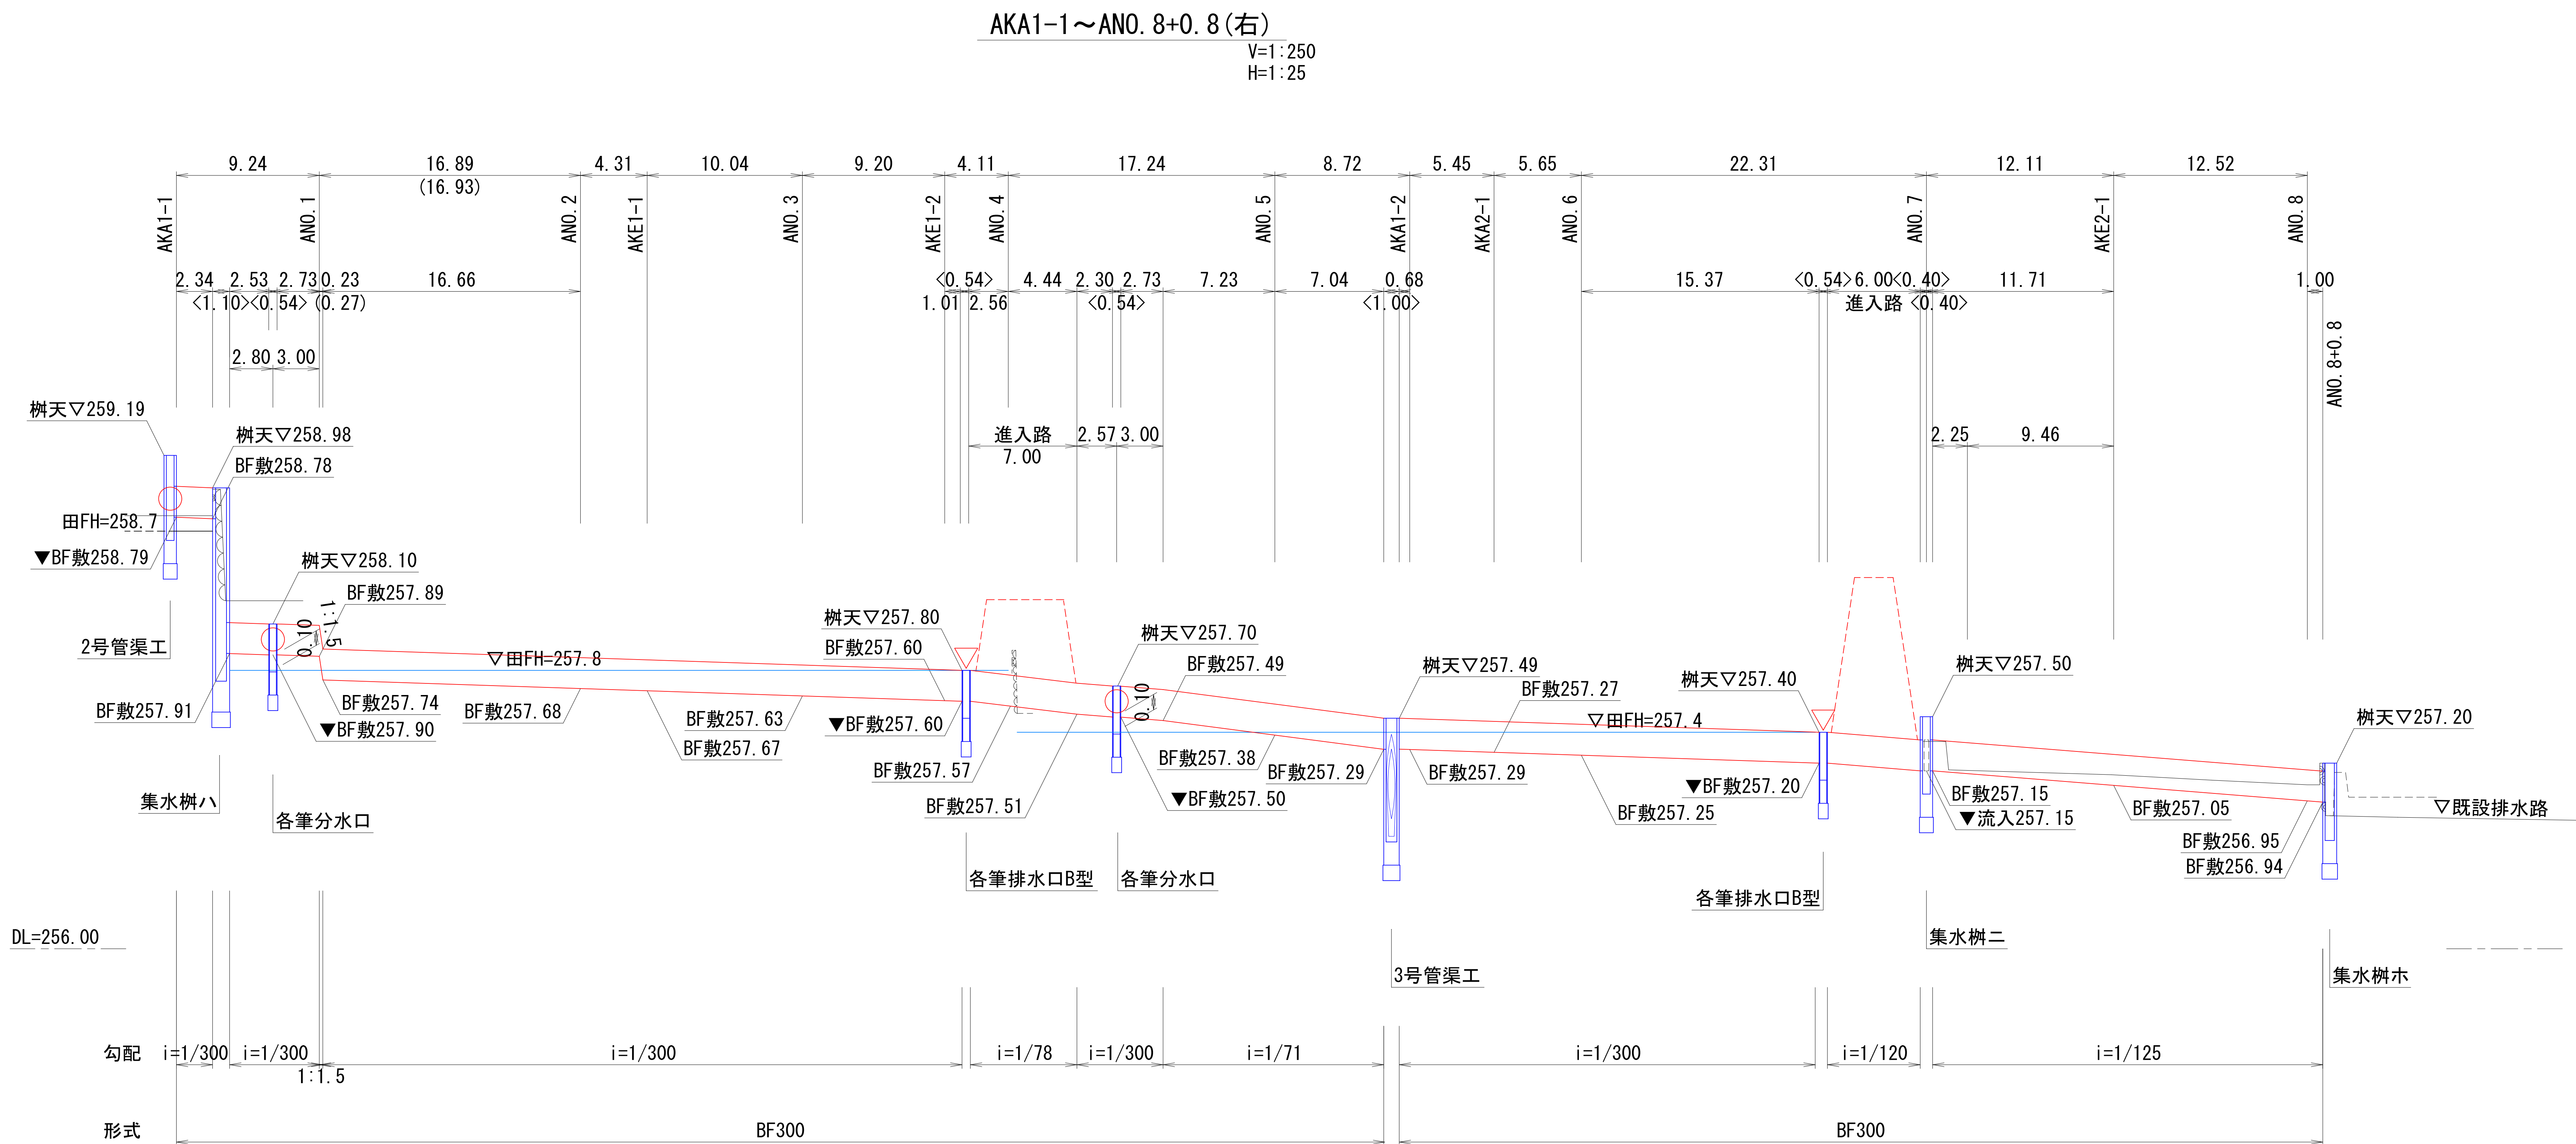 AKA1-1～ANO.8+0.8(右)
V=1:250
H=1:25
9.24 16.89 4.31 10.04 9.20 4.11 17.24 8.72 5.45 5.65 22.31 12.11 12.52
(16.93)
AKA1-1 ANO.1 ANO.2 AKE1-1 ANO.3 AKE1-2 ANO.4 ANO.5 AKA1-2 AKA2-1 ANO.6 ANO.7 AKE2-1 ANO.8
2.34 2.53 2.73 0.23 16.66 <0.54> 4.44 2.30 2.73 7.23 7.04 0.68 15.37 <0.54> 6.00 <0.40> 11.71 1.00
<1.10> <0.54> (0.27) 1.01 2.56 <0.54> <1.00> 進入路 <0.40>
ANO.8+0.8
2.80 3.00
桝天▽259.19
桝天▽258.98 進入路 2.57 3.00 2.25 9.46
7.00
BF敷258.78
田FH=258.7
▼BF敷258.79
桝天▽258.10
BF敷257.89
1:1.5
0.10
桝天▽257.80 桝天▽257.70
2号管渠工
BF敷257.60
▽田FH=257.8
BF敷257.49 桝天▽257.49 BF敷257.27 桝天▽257.40 桝天▽257.50
0.10
BF敷257.91 BF敷257.74 BF敷257.68 BF敷257.63 ▼BF敷257.60 ▽田FH=257.4 桝天▽257.20
▼BF敷257.90
BF敷257.67
BF敷257.57 BF敷257.38 BF敷257.29 BF敷257.29 ▼BF敷257.20 BF敷257.15
BF敷257.51 ▼BF敷257.50 BF敷257.25 ▼流入257.15 BF敷257.05 ▽既設排水路
集水桝ハ
各筆分水口
BF敷256.95
BF敷256.94
各筆排水口B型 各筆分水口 各筆排水口B型
DL=256.00
集水桝ニ
3号管渠工 集水桝ホ
勾配 i=1/300 i=1/300 i=1/300 i=1/78 i=1/300 i=1/71 i=1/300 i=1/120 i=1/125
1:1.5
形式 BF300 BF300